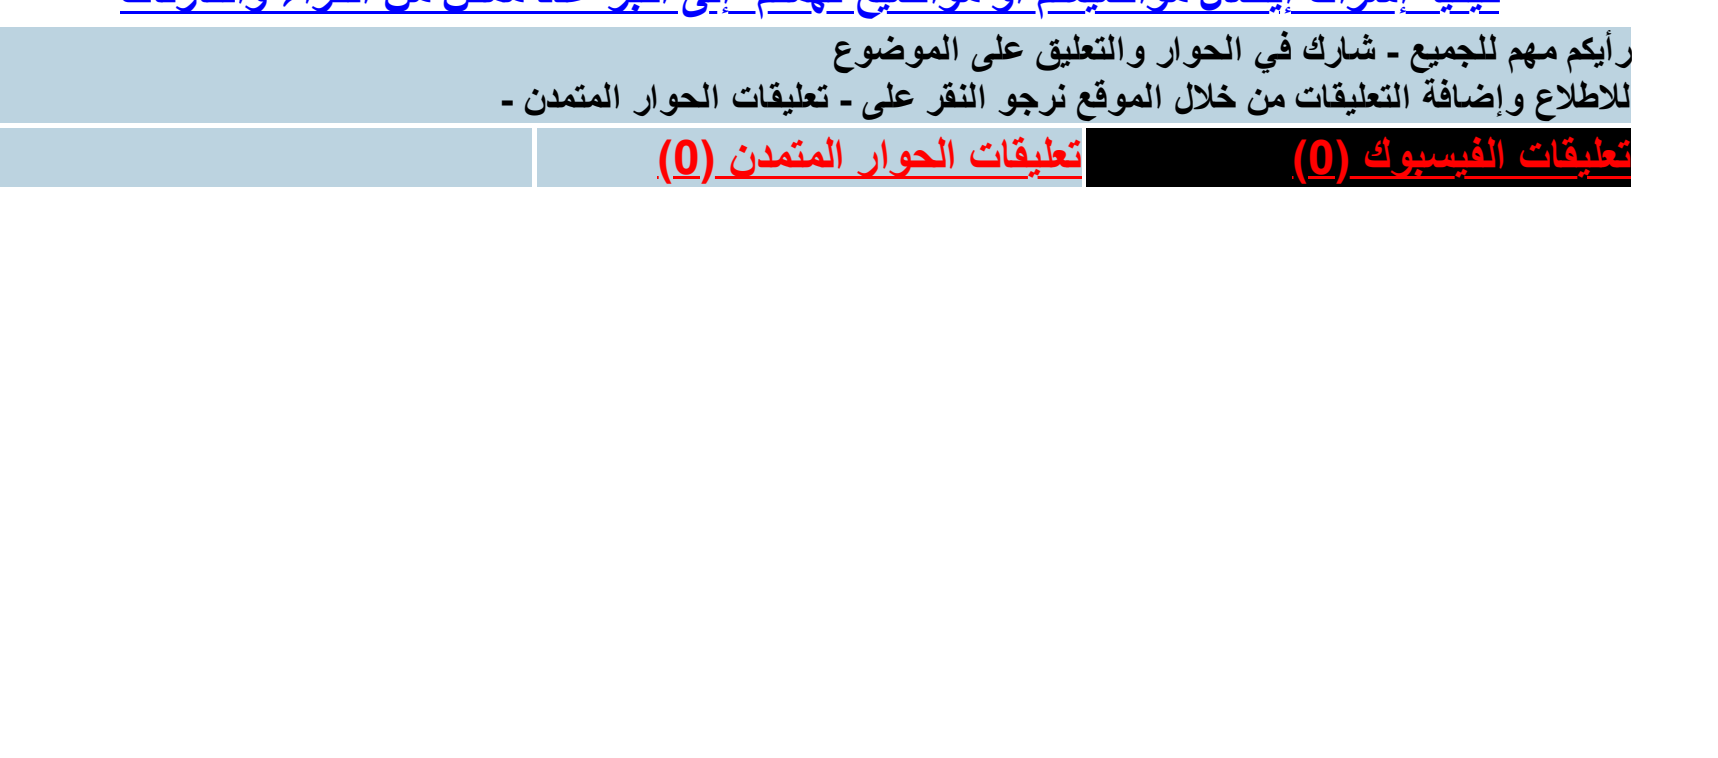 رأيكم مهم للجميع - شارك في الحوار والتعليق على الموضوع
للاطلاع وإضافة التعليقات من خلال الموقع نرجو النقر على - تعليقات الحوار المتمدن -
تعليقات الفيسبوك (0) تعليقات الحوار المتمدن (0)